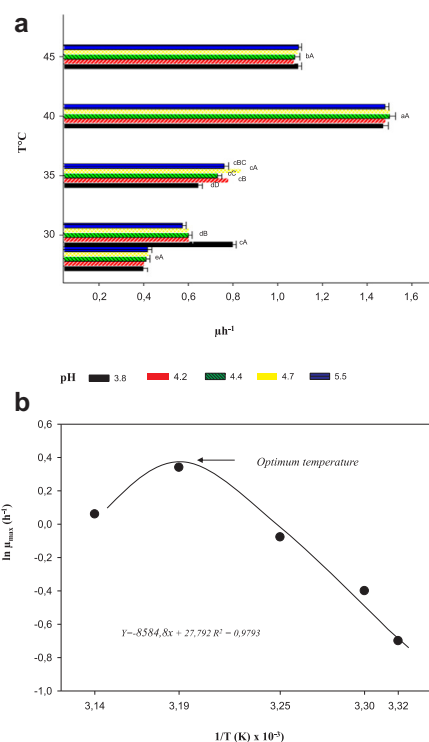 a
45
bA
40
aA
T°C
35
cBC
cA
cC
cB
dD
30
dB
cA
eA
0,2 0,4 0,6 0,8 1,0 1,2 1,4 1,6
µh-1
pH 3.8 4.2 4.4 4.7 5.5
b
0,6
0,4
Optimum temperature
0,2
0,0
ln µmax (h-1)
-0,2
-0,4
-0,6
Y=-8584,8x + 27,792 R2 = 0,9793
-0,8
-1,0
3,14 3,19 3,25 3,30 3,32
1/T (K) x 10-3